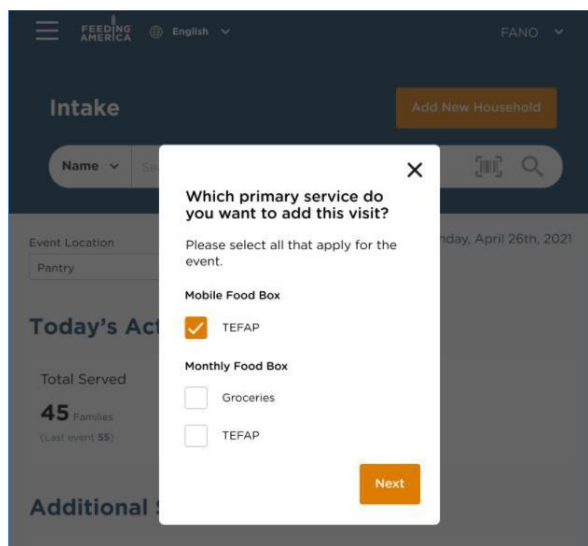 FEEDING
AMERICA
English
FANO
Intake
Add New Household
Name
Which primary service do
you want to add this visit?
Please select all that apply for the
event.
Event Location
April 26th, 2021
Pantry
Mobile Food Box
TEFAP
Today's
Monthly Food Box
Total Served
Groceries
45 Families
(Last event 55)
TEFAP
Next
Additional